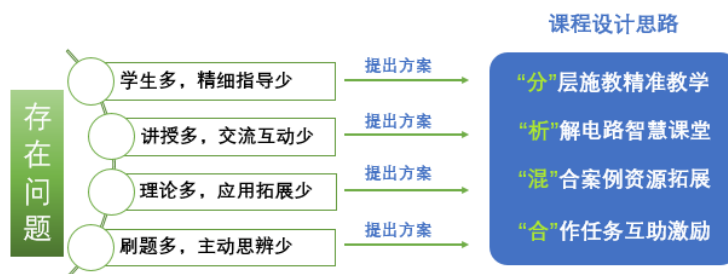 课程设计思路
存在问题
学生多，精细指导少
提出方案
“分”层施教精准教学
讲授多，交流互动少
提出方案
“析”解电路智慧课堂
理论多，应用拓展少
提出方案
“混”合案例资源拓展
刷题多，主动思辨少
提出方案
“合”作任务互助激励